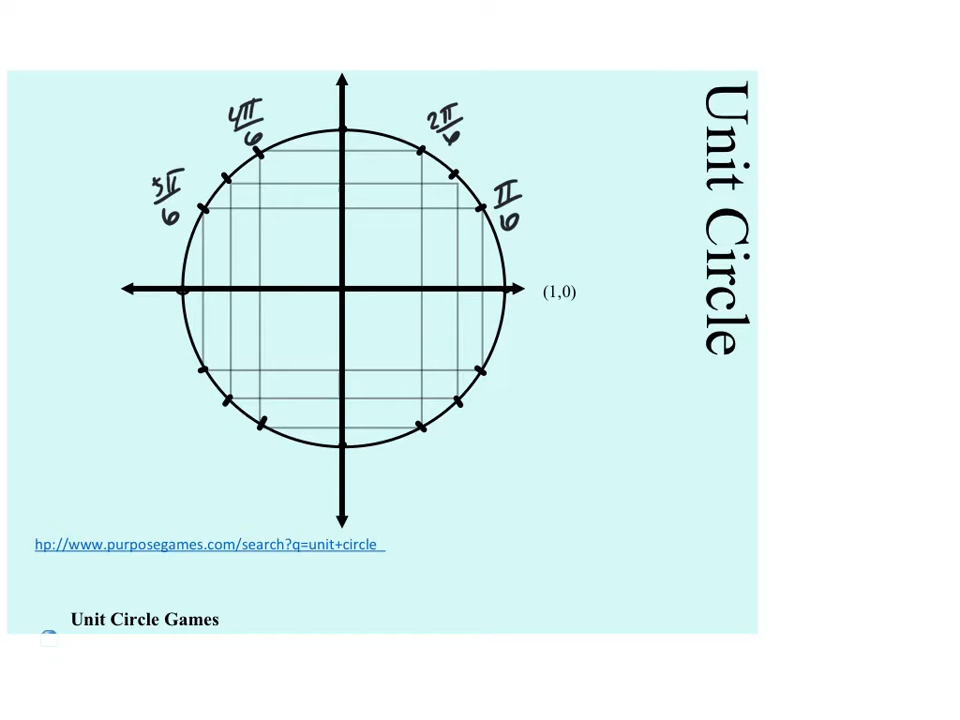 Unit Circle
4π/6
2π/6
5π/6
π/6
(1,0)
hp://www.purposegames.com/search?q=unit+circle
Unit Circle Games